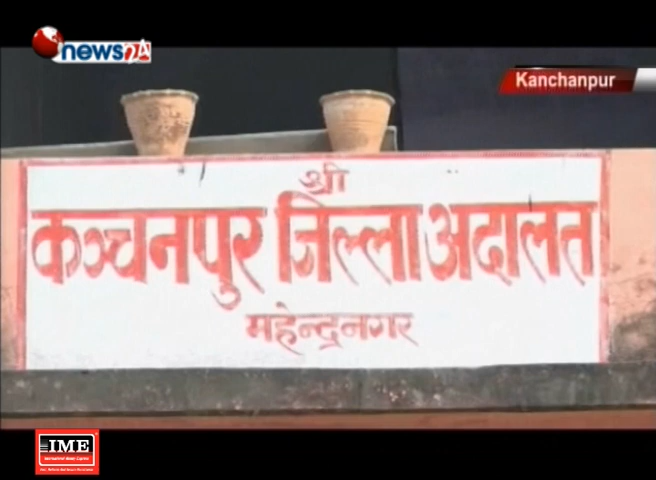 news24
Kanchanpur
श्री
कञ्चनपुर जिल्ला अदालत
महेन्द्रनगर
IME